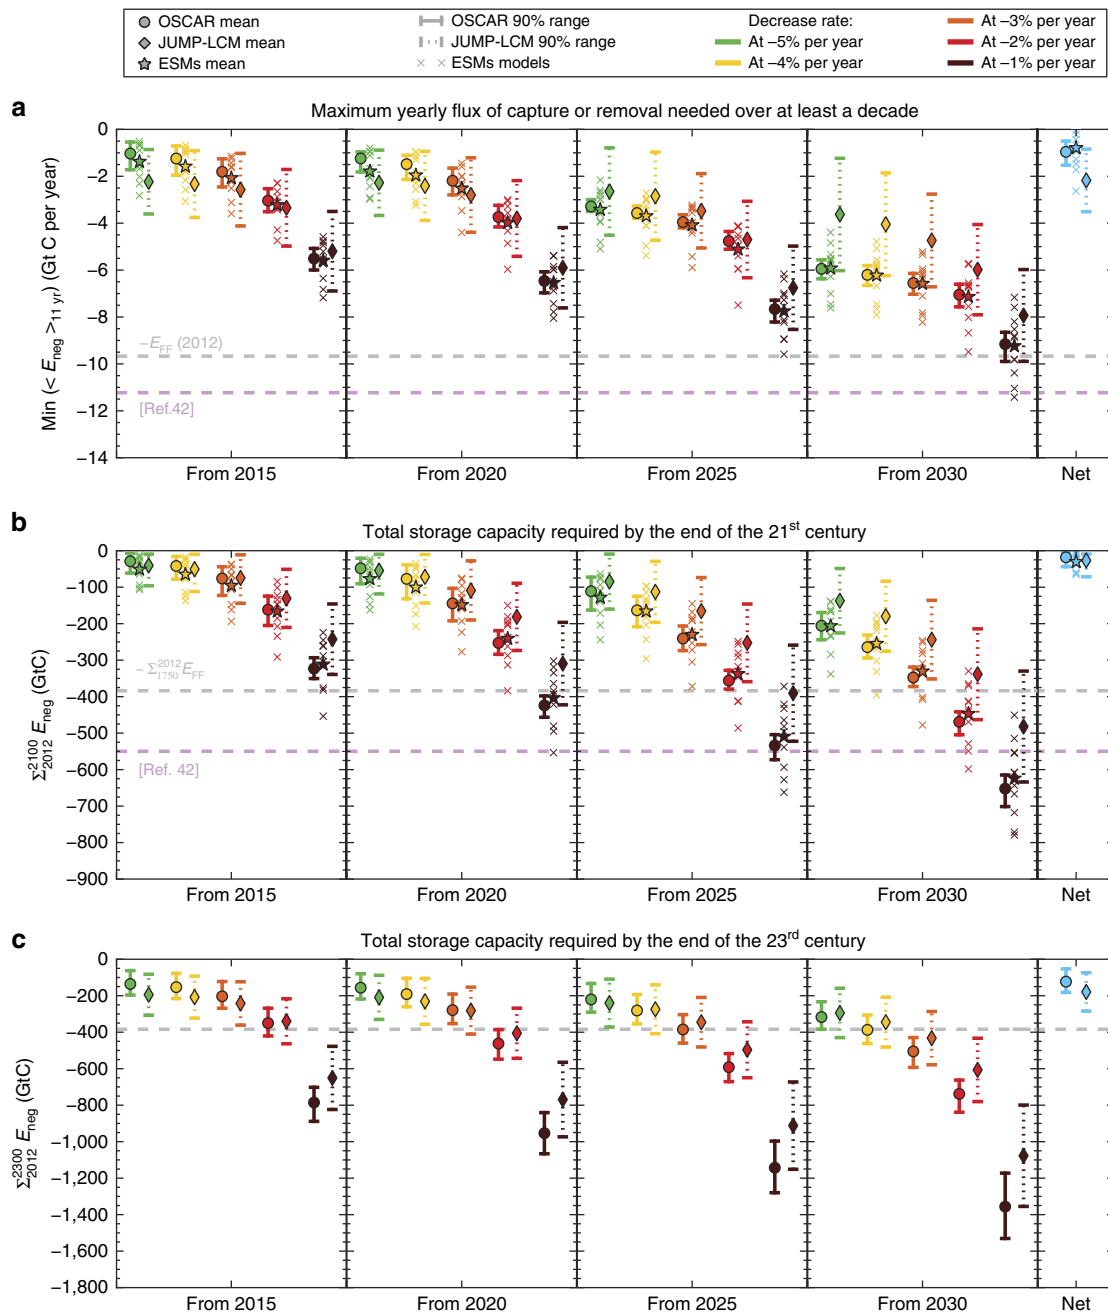 OSCAR mean
OSCAR 90% range
Decrease rate:
At −3% per year
JUMP-LCM mean
JUMP-LCM 90% range
At −5% per year
At −2% per year
ESMs mean
ESMs models
At −4% per year
At −1% per year
a
Maximum yearly flux of capture or removal needed over at least a decade
Min (< E_neg >_11 yr) (Gt C per year)
0
−2
−4
−6
−8
−10
−12
−14
−E_FF (2012)
[Ref.42]
From 2015
From 2020
From 2025
From 2030
Net
b
Total storage capacity required by the end of the 21st century
Σ_2012^2100 E_neg (GtC)
0
−100
−200
−300
−400
−500
−600
−700
−800
−900
− Σ_1750^2012 E_FF
[Ref. 42]
From 2015
From 2020
From 2025
From 2030
Net
c
Total storage capacity required by the end of the 23rd century
Σ_2012^2300 E_neg (GtC)
0
−200
−400
−600
−800
−1,000
−1,200
−1,400
−1,600
−1,800
From 2015
From 2020
From 2025
From 2030
Net